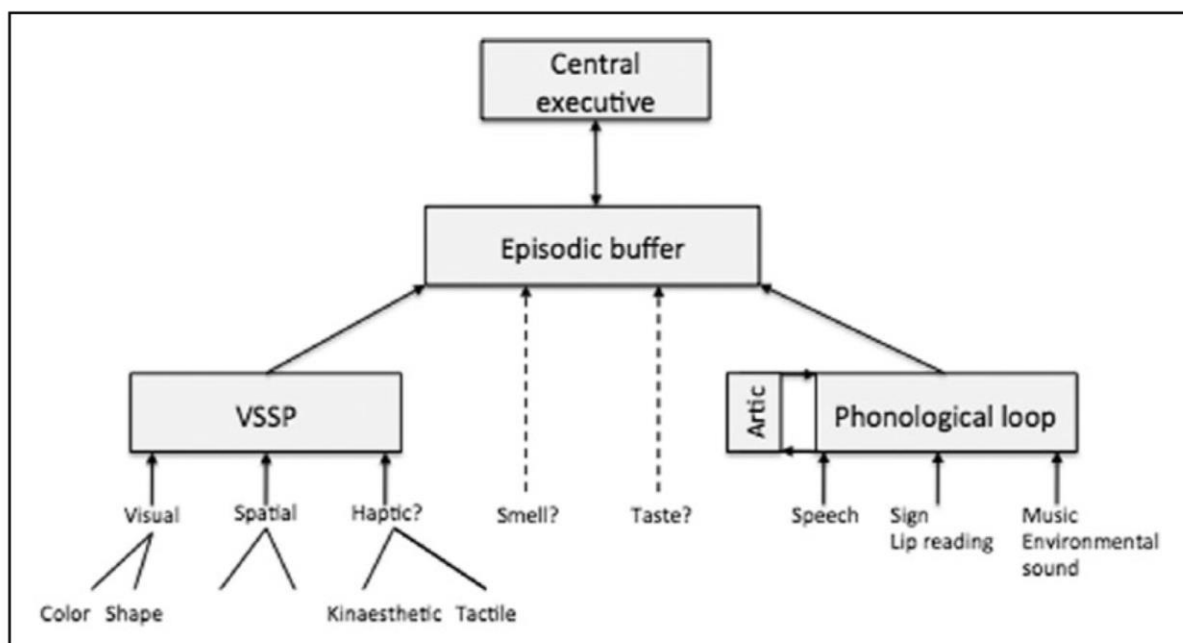 Central
executive
Episodic buffer
VSSP
Artic
Phonological loop
Visual
Spatial
Haptic?
Smell?
Taste?
Speech
Sign
Lip reading
Music
Environmental
sound
Color
Shape
Kinaesthetic
Tactile